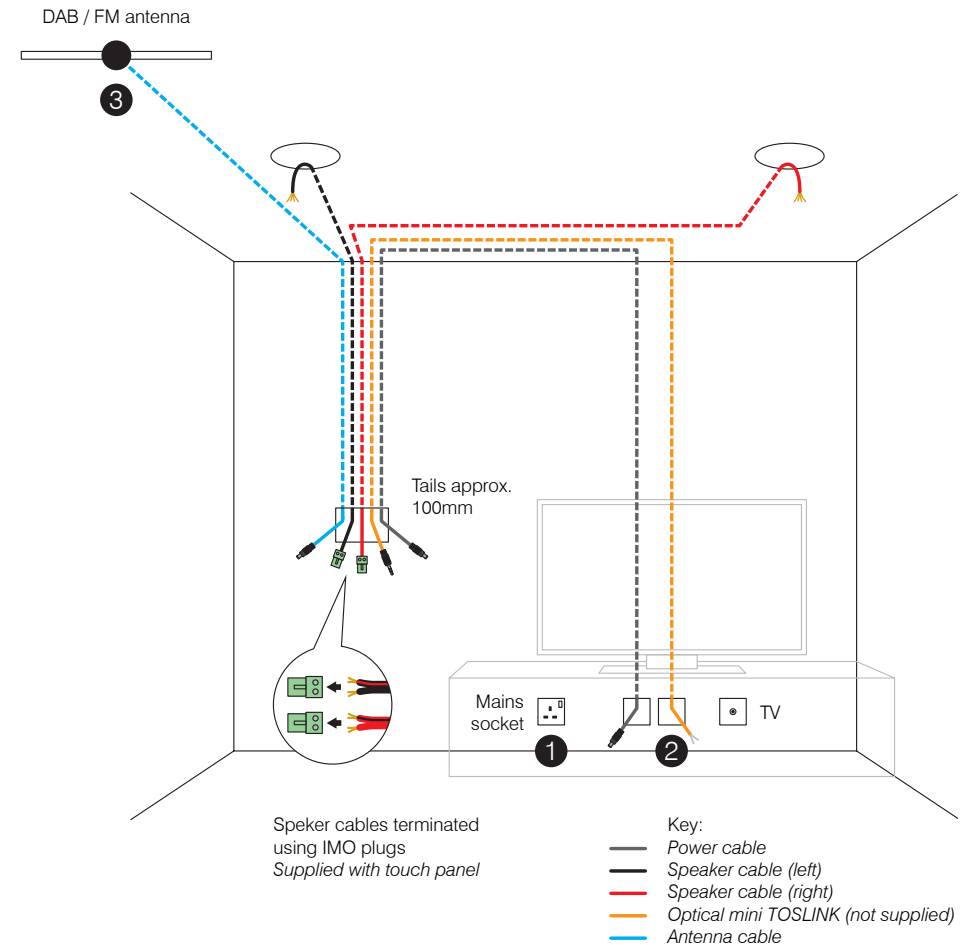 DAB / FM antenna
3
Tails approx.
100mm
Mains
socket
TV
1
2
Speker cables terminated
using IMO plugs
Supplied with touch panel
Key:
Power cable
Speaker cable (left)
Speaker cable (right)
Optical mini TOSLINK (not supplied)
Antenna cable